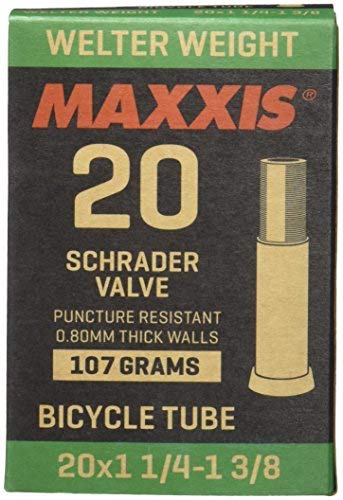 WELTER WEIGHT
MAXXIS®
20
SCHRADER
VALVE
PUNCTURE RESISTANT
0.80MM THICK WALLS
107 GRAMS
BICYCLE TUBE
20x1 1/4-1 3/8